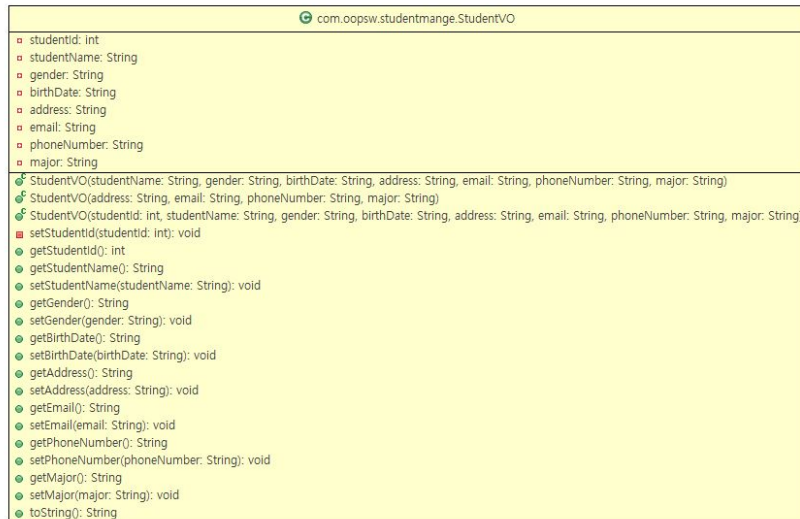 com.oopsw.studentmange.StudentVO
studentId: int
studentName: String
gender: String
birthDate: String
address: String
email: String
phoneNumber: String
major: String
StudentVO(studentName: String, gender: String, birthDate: String, address: String, email: String, phoneNumber: String, major: String)
StudentVO(address: String, email: String, phoneNumber: String, major: String)
StudentVO(studentId: int, studentName: String, gender: String, birthDate: String, address: String, email: String, phoneNumber: String, major: String)
setStudentId(studentId: int): void
getStudentId(): int
getStudentName(): String
setStudentName(studentName: String): void
getGender(): String
setGender(gender: String): void
getBirthDate(): String
setBirthDate(birthDate: String): void
getAddress(): String
setAddress(address: String): void
getEmail(): String
setEmail(email: String): void
getPhoneNumber(): String
setPhoneNumber(phoneNumber: String): void
getMajor(): String
setMajor(major: String): void
toString(): String